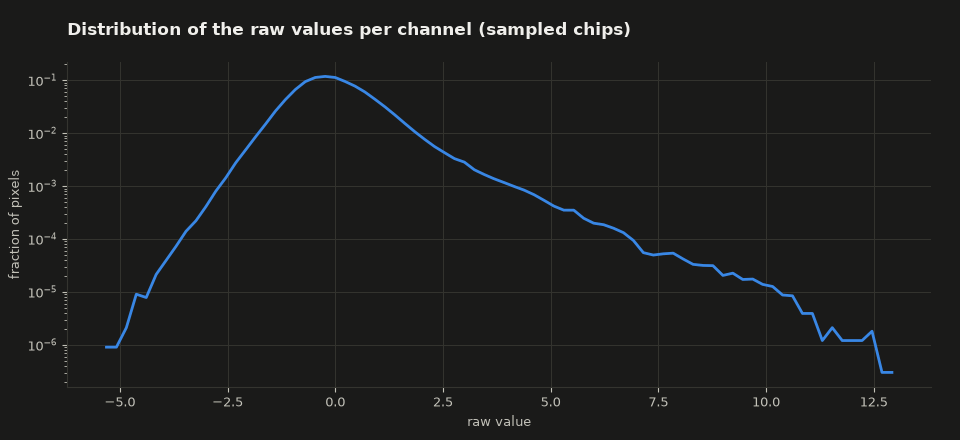 Distribution of the raw values per channel (sampled chips)
fraction of pixels
10⁻¹
10⁻²
10⁻³
10⁻⁴
10⁻⁵
10⁻⁶
−5.0 −2.5 0.0 2.5 5.0 7.5 10.0 12.5
raw value